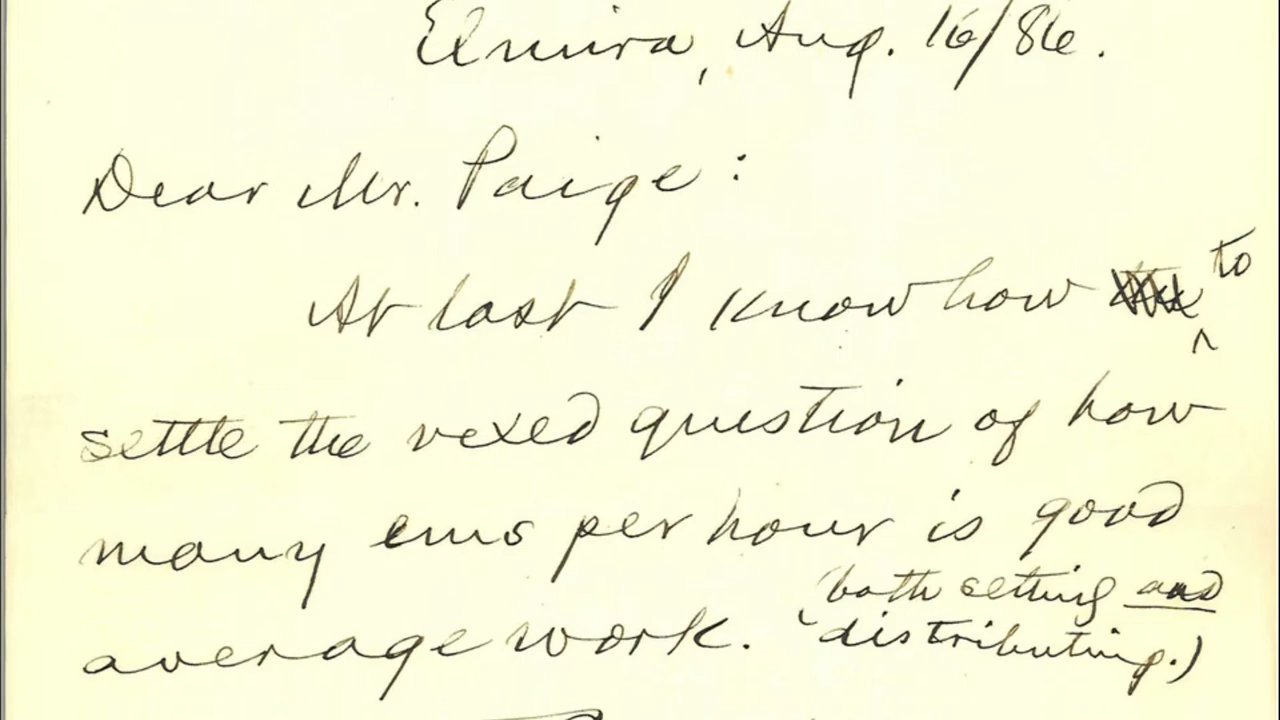 Elmira, Aug. 16/86.
Dear Mr. Paige:
At last I know how to
settle the vexed question of how
many ems per hour is good
average work. (both setting and
distributing.)